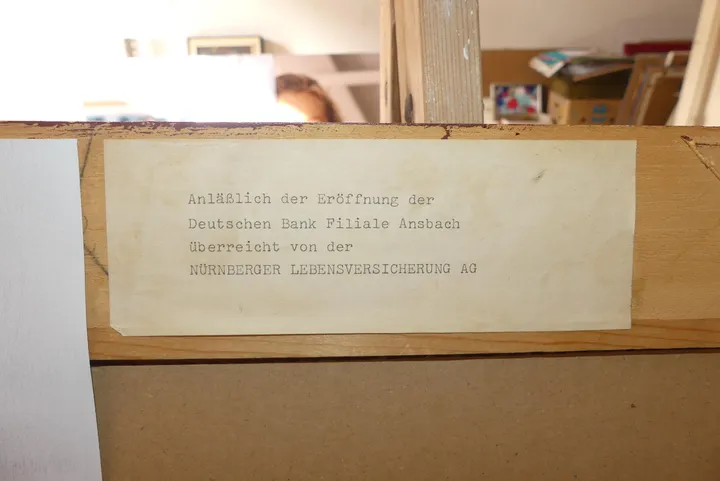 Anläßlich der Eröffnung der
Deutschen Bank Filiale Ansbach
überreicht von der
NÜRNBERGER LEBENSVERSICHERUNG AG